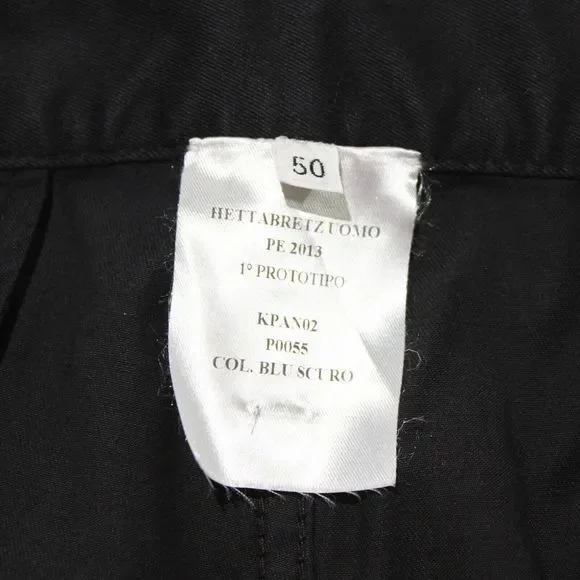 50
HETTABRETZ UOMO
PE 2013
1° PROTOTIPO
KPAN02
P0055
COL. BLU SCURO